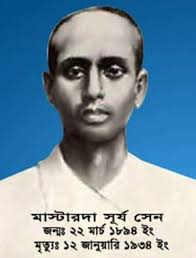 মাস্টারদা সূর্য সেন
জন্মঃ ২২ মার্চ ১৮৯৪ ইং
মৃত্যুঃ ১২ জানুয়ারি ১৯৩৪ ইং